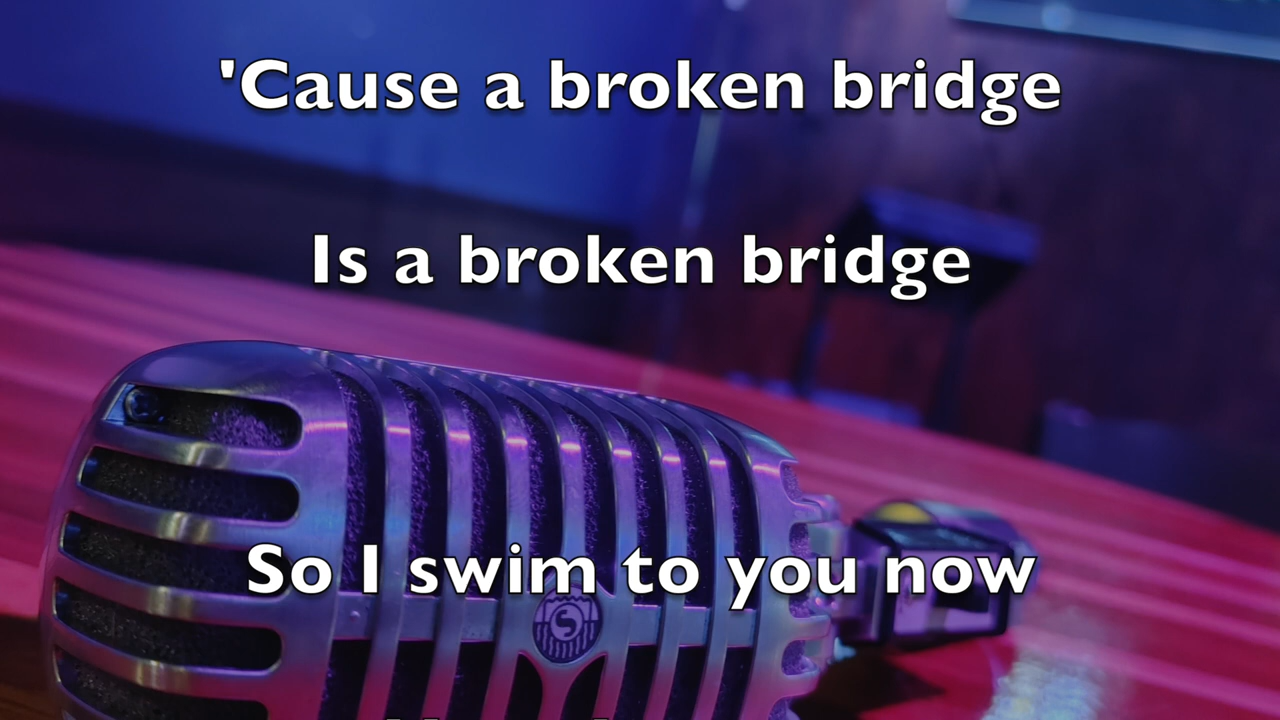 'Cause a broken bridge
Is a broken bridge
So I swim to you now